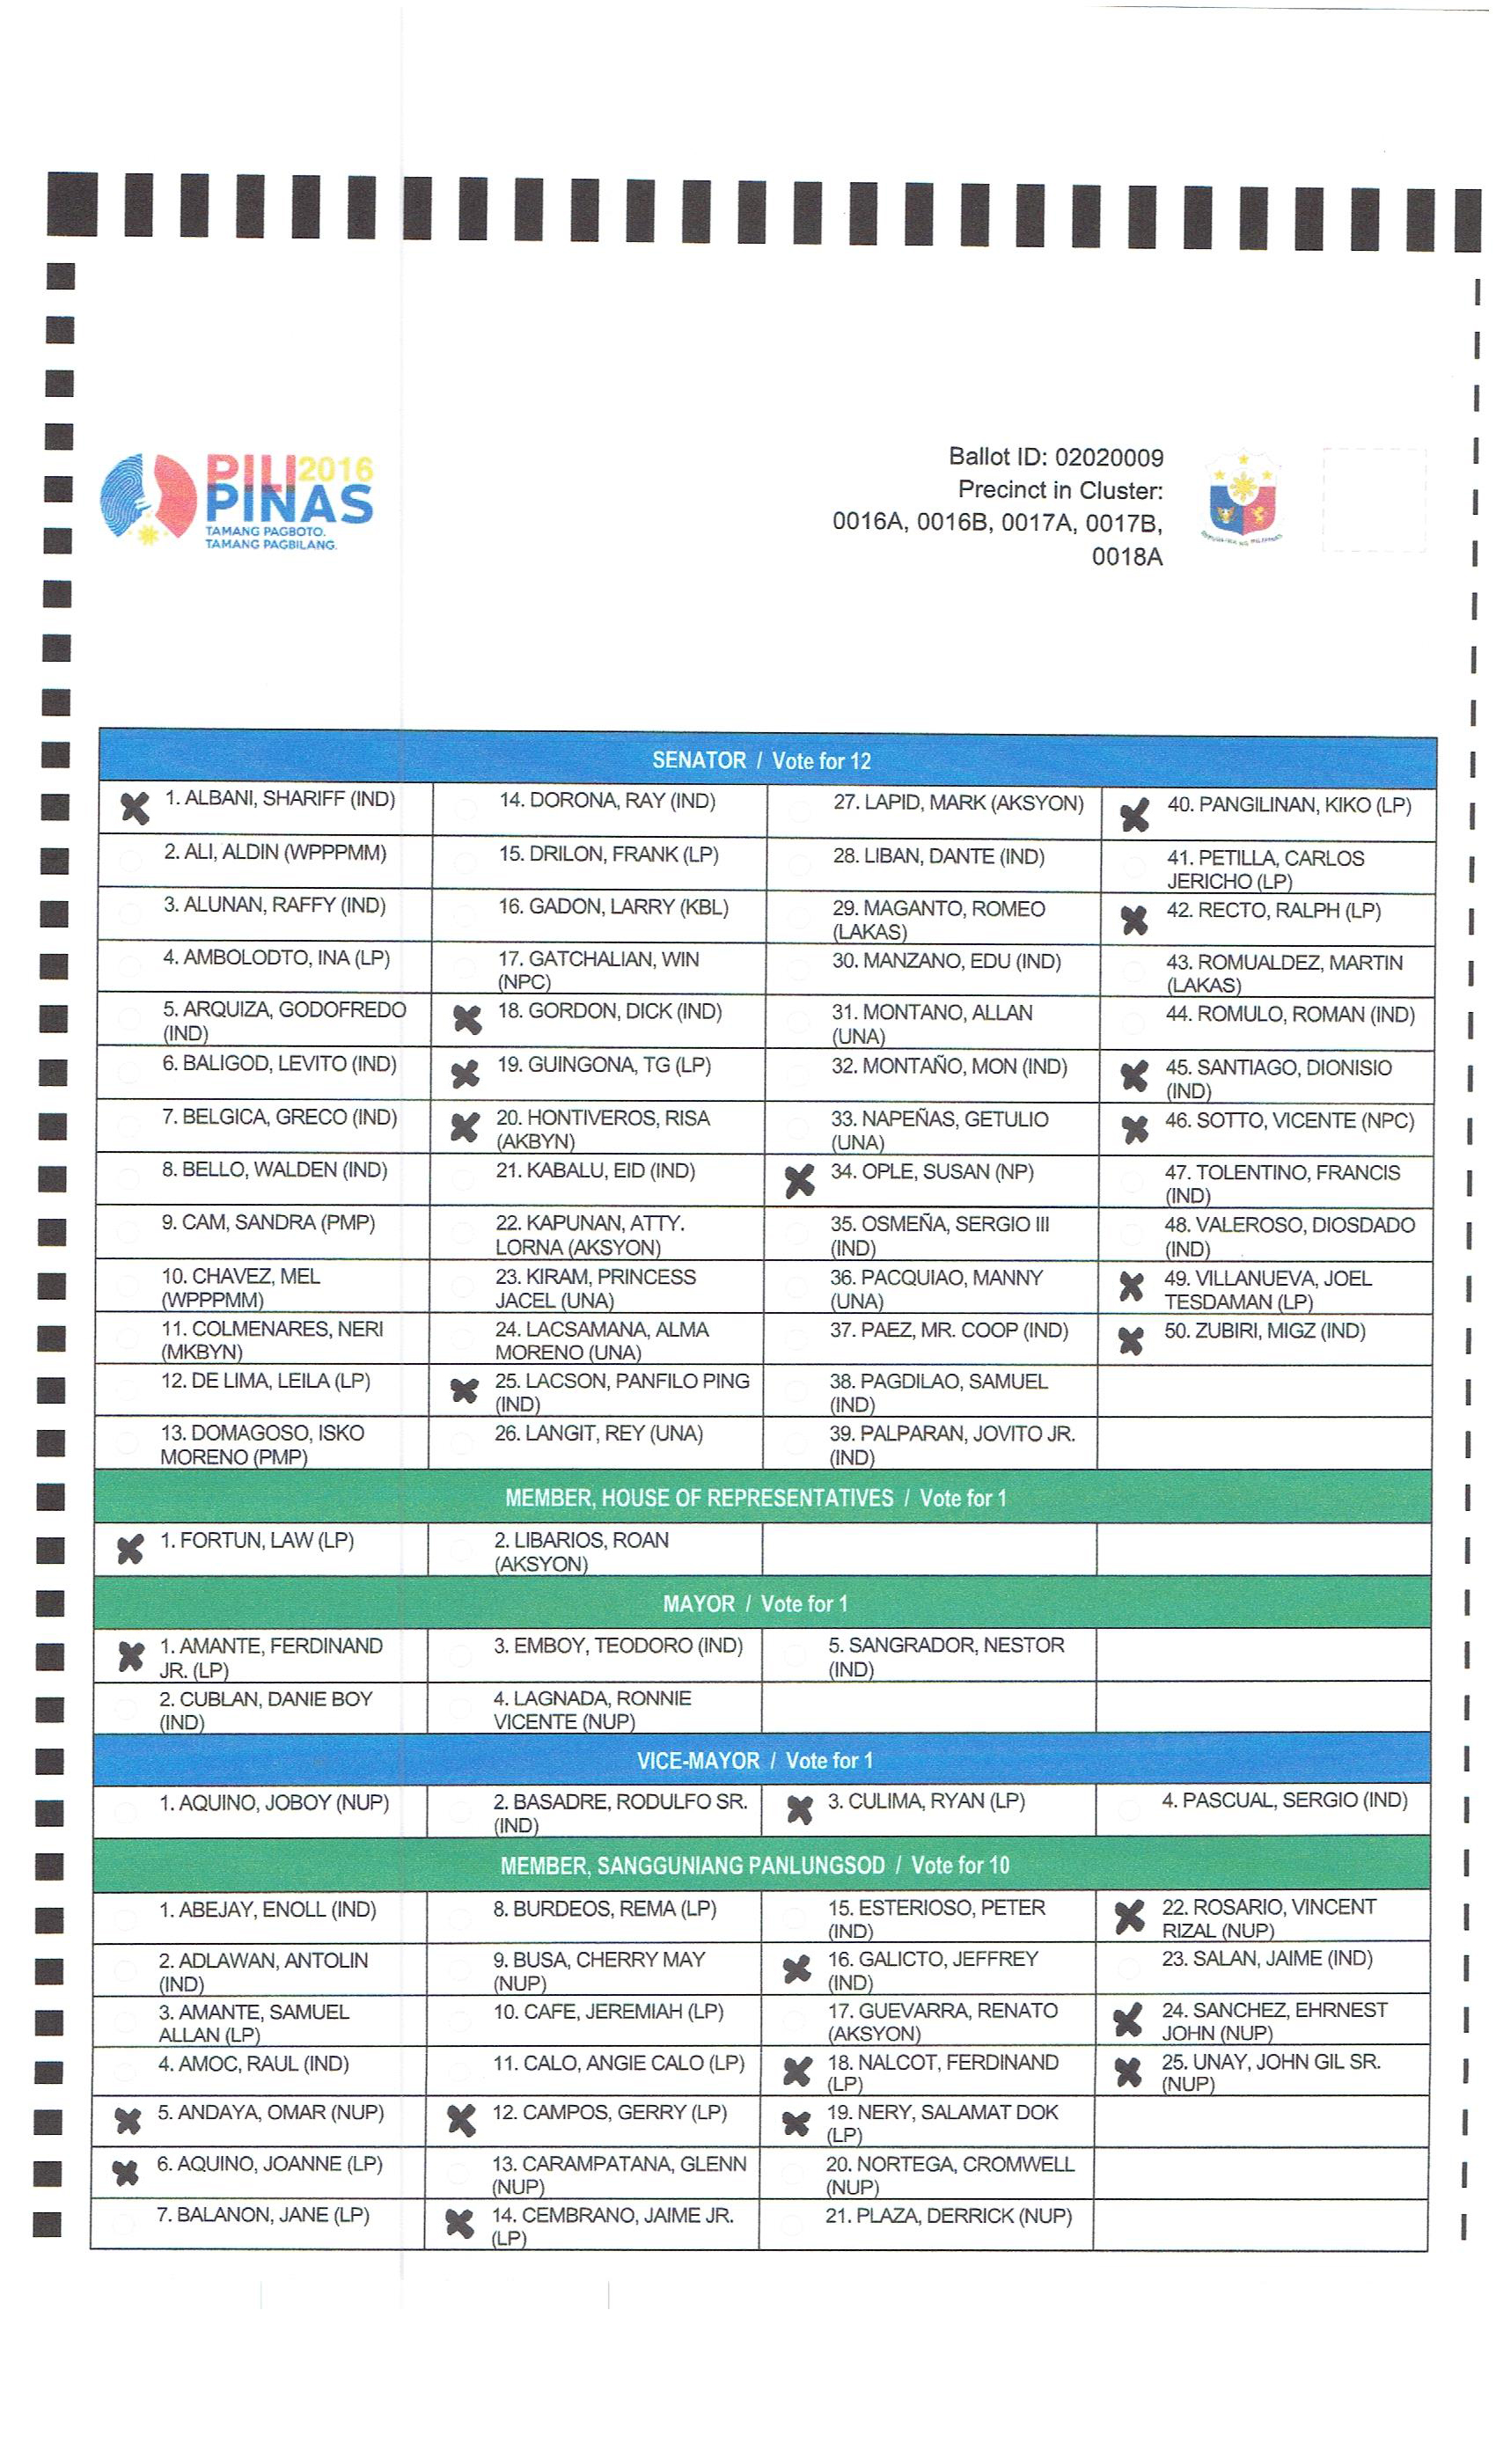 PILI 2016
PINAS
TAMANG PAGBOTO.
TAMANG PAGBILANG.
Ballot ID: 02020009
Precinct in Cluster:
0016A, 0016B, 0017A, 0017B,
0018A
REPUBLIKA NG PILIPINAS
SENATOR / Vote for 12
1. ALBANI, SHARIFF (IND)
2. ALI, ALDIN (WPPPMM)
3. ALUNAN, RAFFY (IND)
4. AMBOLODTO, INA (LP)
5. ARQUIZA, GODOFREDO
(IND)
6. BALIGOD, LEVITO (IND)
7. BELGICA, GRECO (IND)
8. BELLO, WALDEN (IND)
9. CAM, SANDRA (PMP)
10. CHAVEZ, MEL
(WPPPMM)
11. COLMENARES, NERI
(MKBYN)
12. DE LIMA, LEILA (LP)
13. DOMAGOSO, ISKO
MORENO (PMP)
14. DORONA, RAY (IND)
15. DRILON, FRANK (LP)
16. GADON, LARRY (KBL)
17. GATCHALIAN, WIN
(NPC)
18. GORDON, DICK (IND)
19. GUINGONA, TG (LP)
20. HONTIVEROS, RISA
(AKBYN)
21. KABALU, EID (IND)
22. KAPUNAN, ATTY.
LORNA (AKSYON)
23. KIRAM, PRINCESS
JACEL (UNA)
24. LACSAMANA, ALMA
MORENO (UNA)
25. LACSON, PANFILO PING
(IND)
26. LANGIT, REY (UNA)
27. LAPID, MARK (AKSYON)
28. LIBAN, DANTE (IND)
29. MAGANTO, ROMEO
(LAKAS)
30. MANZANO, EDU (IND)
31. MONTANO, ALLAN
(UNA)
32. MONTAÑO, MON (IND)
33. NAPEÑAS, GETULIO
(UNA)
34. OPLE, SUSAN (NP)
35. OSMEÑA, SERGIO III
(IND)
36. PACQUIAO, MANNY
(UNA)
37. PAEZ, MR. COOP (IND)
38. PAGDILAO, SAMUEL
(IND)
39. PALPARAN, JOVITO JR.
(IND)
40. PANGILINAN, KIKO (LP)
41. PETILLA, CARLOS
JERICHO (LP)
42. RECTO, RALPH (LP)
43. ROMUALDEZ, MARTIN
(LAKAS)
44. ROMULO, ROMAN (IND)
45. SANTIAGO, DIONISIO
(IND)
46. SOTTO, VICENTE (NPC)
47. TOLENTINO, FRANCIS
(IND)
48. VALEROSO, DIOSDADO
(IND)
49. VILLANUEVA, JOEL
TESDAMAN (LP)
50. ZUBIRI, MIGZ (IND)
MEMBER, HOUSE OF REPRESENTATIVES / Vote for 1
1. FORTUN, LAW (LP)
2. LIBARIOS, ROAN
(AKSYON)
MAYOR / Vote for 1
1. AMANTE, FERDINAND
JR. (LP)
2. CUBLAN, DANIE BOY
(IND)
3. EMBOY, TEODORO (IND)
4. LAGNADA, RONNIE
VICENTE (NUP)
5. SANGRADOR, NESTOR
(IND)
VICE-MAYOR / Vote for 1
1. AQUINO, JOBOY (NUP)
2. BASADRE, RODULFO SR.
(IND)
3. CULIMA, RYAN (LP)
4. PASCUAL, SERGIO (IND)
MEMBER, SANGGUNIANG PANLUNGSOD / Vote for 10
1. ABEJAY, ENOLL (IND)
2. ADLAWAN, ANTOLIN
(IND)
3. AMANTE, SAMUEL
ALLAN (LP)
4. AMOC, RAUL (IND)
5. ANDAYA, OMAR (NUP)
6. AQUINO, JOANNE (LP)
7. BALANON, JANE (LP)
8. BURDEOS, REMA (LP)
9. BUSA, CHERRY MAY
(NUP)
10. CAFE, JEREMIAH (LP)
11. CALO, ANGIE CALO (LP)
12. CAMPOS, GERRY (LP)
13. CARAMPATANA, GLENN
(NUP)
14. CEMBRANO, JAIME JR.
(LP)
15. ESTERIOSO, PETER
(IND)
16. GALICTO, JEFFREY
(IND)
17. GUEVARRA, RENATO
(AKSYON)
18. NALCOT, FERDINAND
(LP)
19. NERY, SALAMAT DOK
(LP)
20. NORTEGA, CROMWELL
(NUP)
21. PLAZA, DERRICK (NUP)
22. ROSARIO, VINCENT
RIZAL (NUP)
23. SALAN, JAIME (IND)
24. SANCHEZ, EHRNEST
JOHN (NUP)
25. UNAY, JOHN GIL SR.
(NUP)